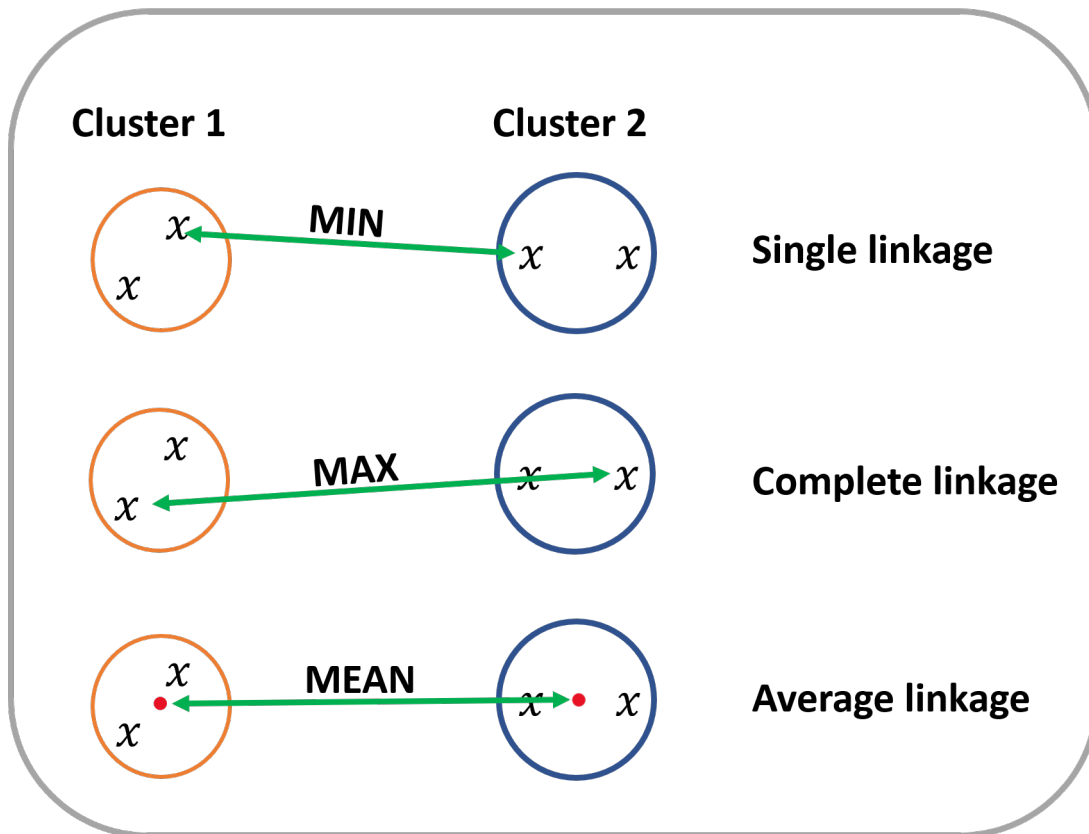 Cluster 1 Cluster 2
x MIN x x Single linkage
x
x MAX x x Complete linkage
x
x MEAN x x Average linkage
x